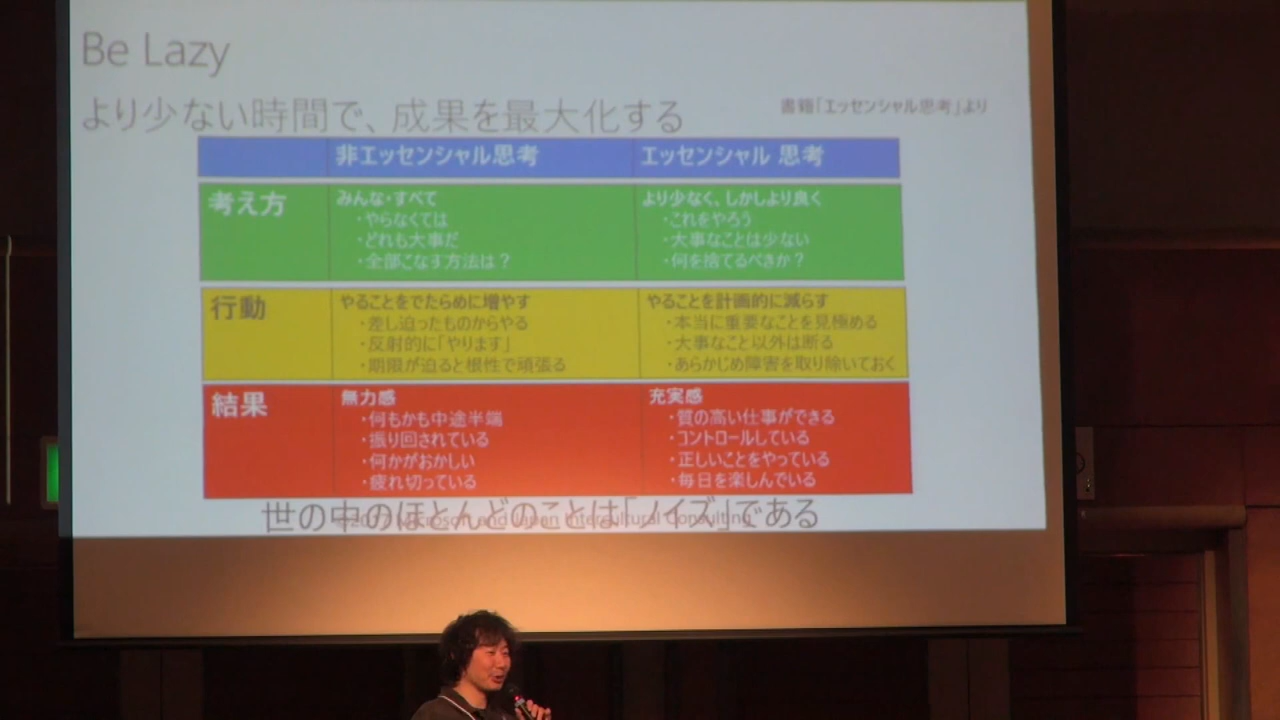 Be Lazy
より少ない時間で、成果を最大化する
書籍「エッセンシャル思考」より
非エッセンシャル思考
エッセンシャル 思考
考え方
みんな・すべて
・やらなくては
・どれも大事だ
・全部こなす方法は？
より少なく、しかしより良く
・これをやろう
・大事なことは少ない
・何を捨てるべきか？
行動
やることをでたらめに増やす
・差し迫ったものからやる
・反射的に「やります」
・期限が迫ると根性で頑張る
やることを計画的に減らす
・本当に重要なことを見極める
・大事なこと以外は断る
・あらかじめ障害を取り除いておく
結果
無力感
・何もかも中途半端
・振り回されている
・何かがおかしい
・疲れ切っている
充実感
・質の高い仕事ができる
・コントロールしている
・正しいことをやっている
・毎日を楽しんでいる
世の中のほとんどのことは「ノイズ」である
and Japan Intercultural Consulting